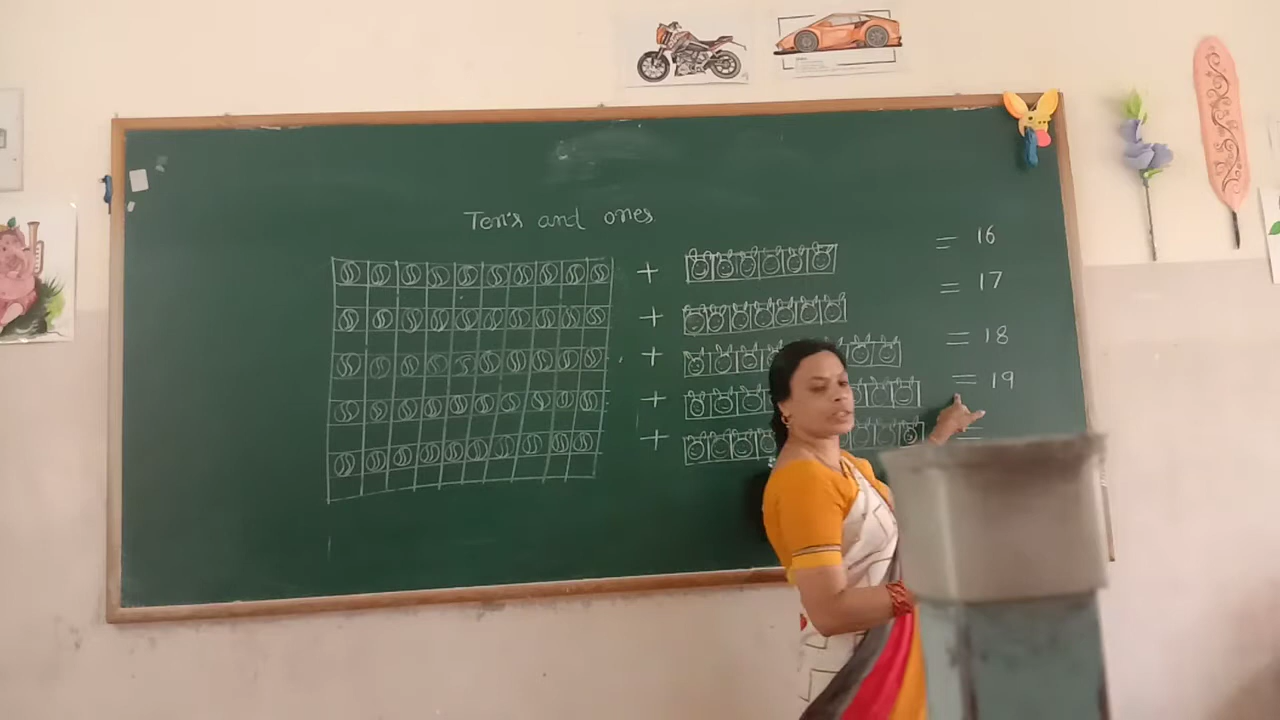 Ten's and ones
+ = 16
+ = 17
+ = 18
+ = 19
+ =